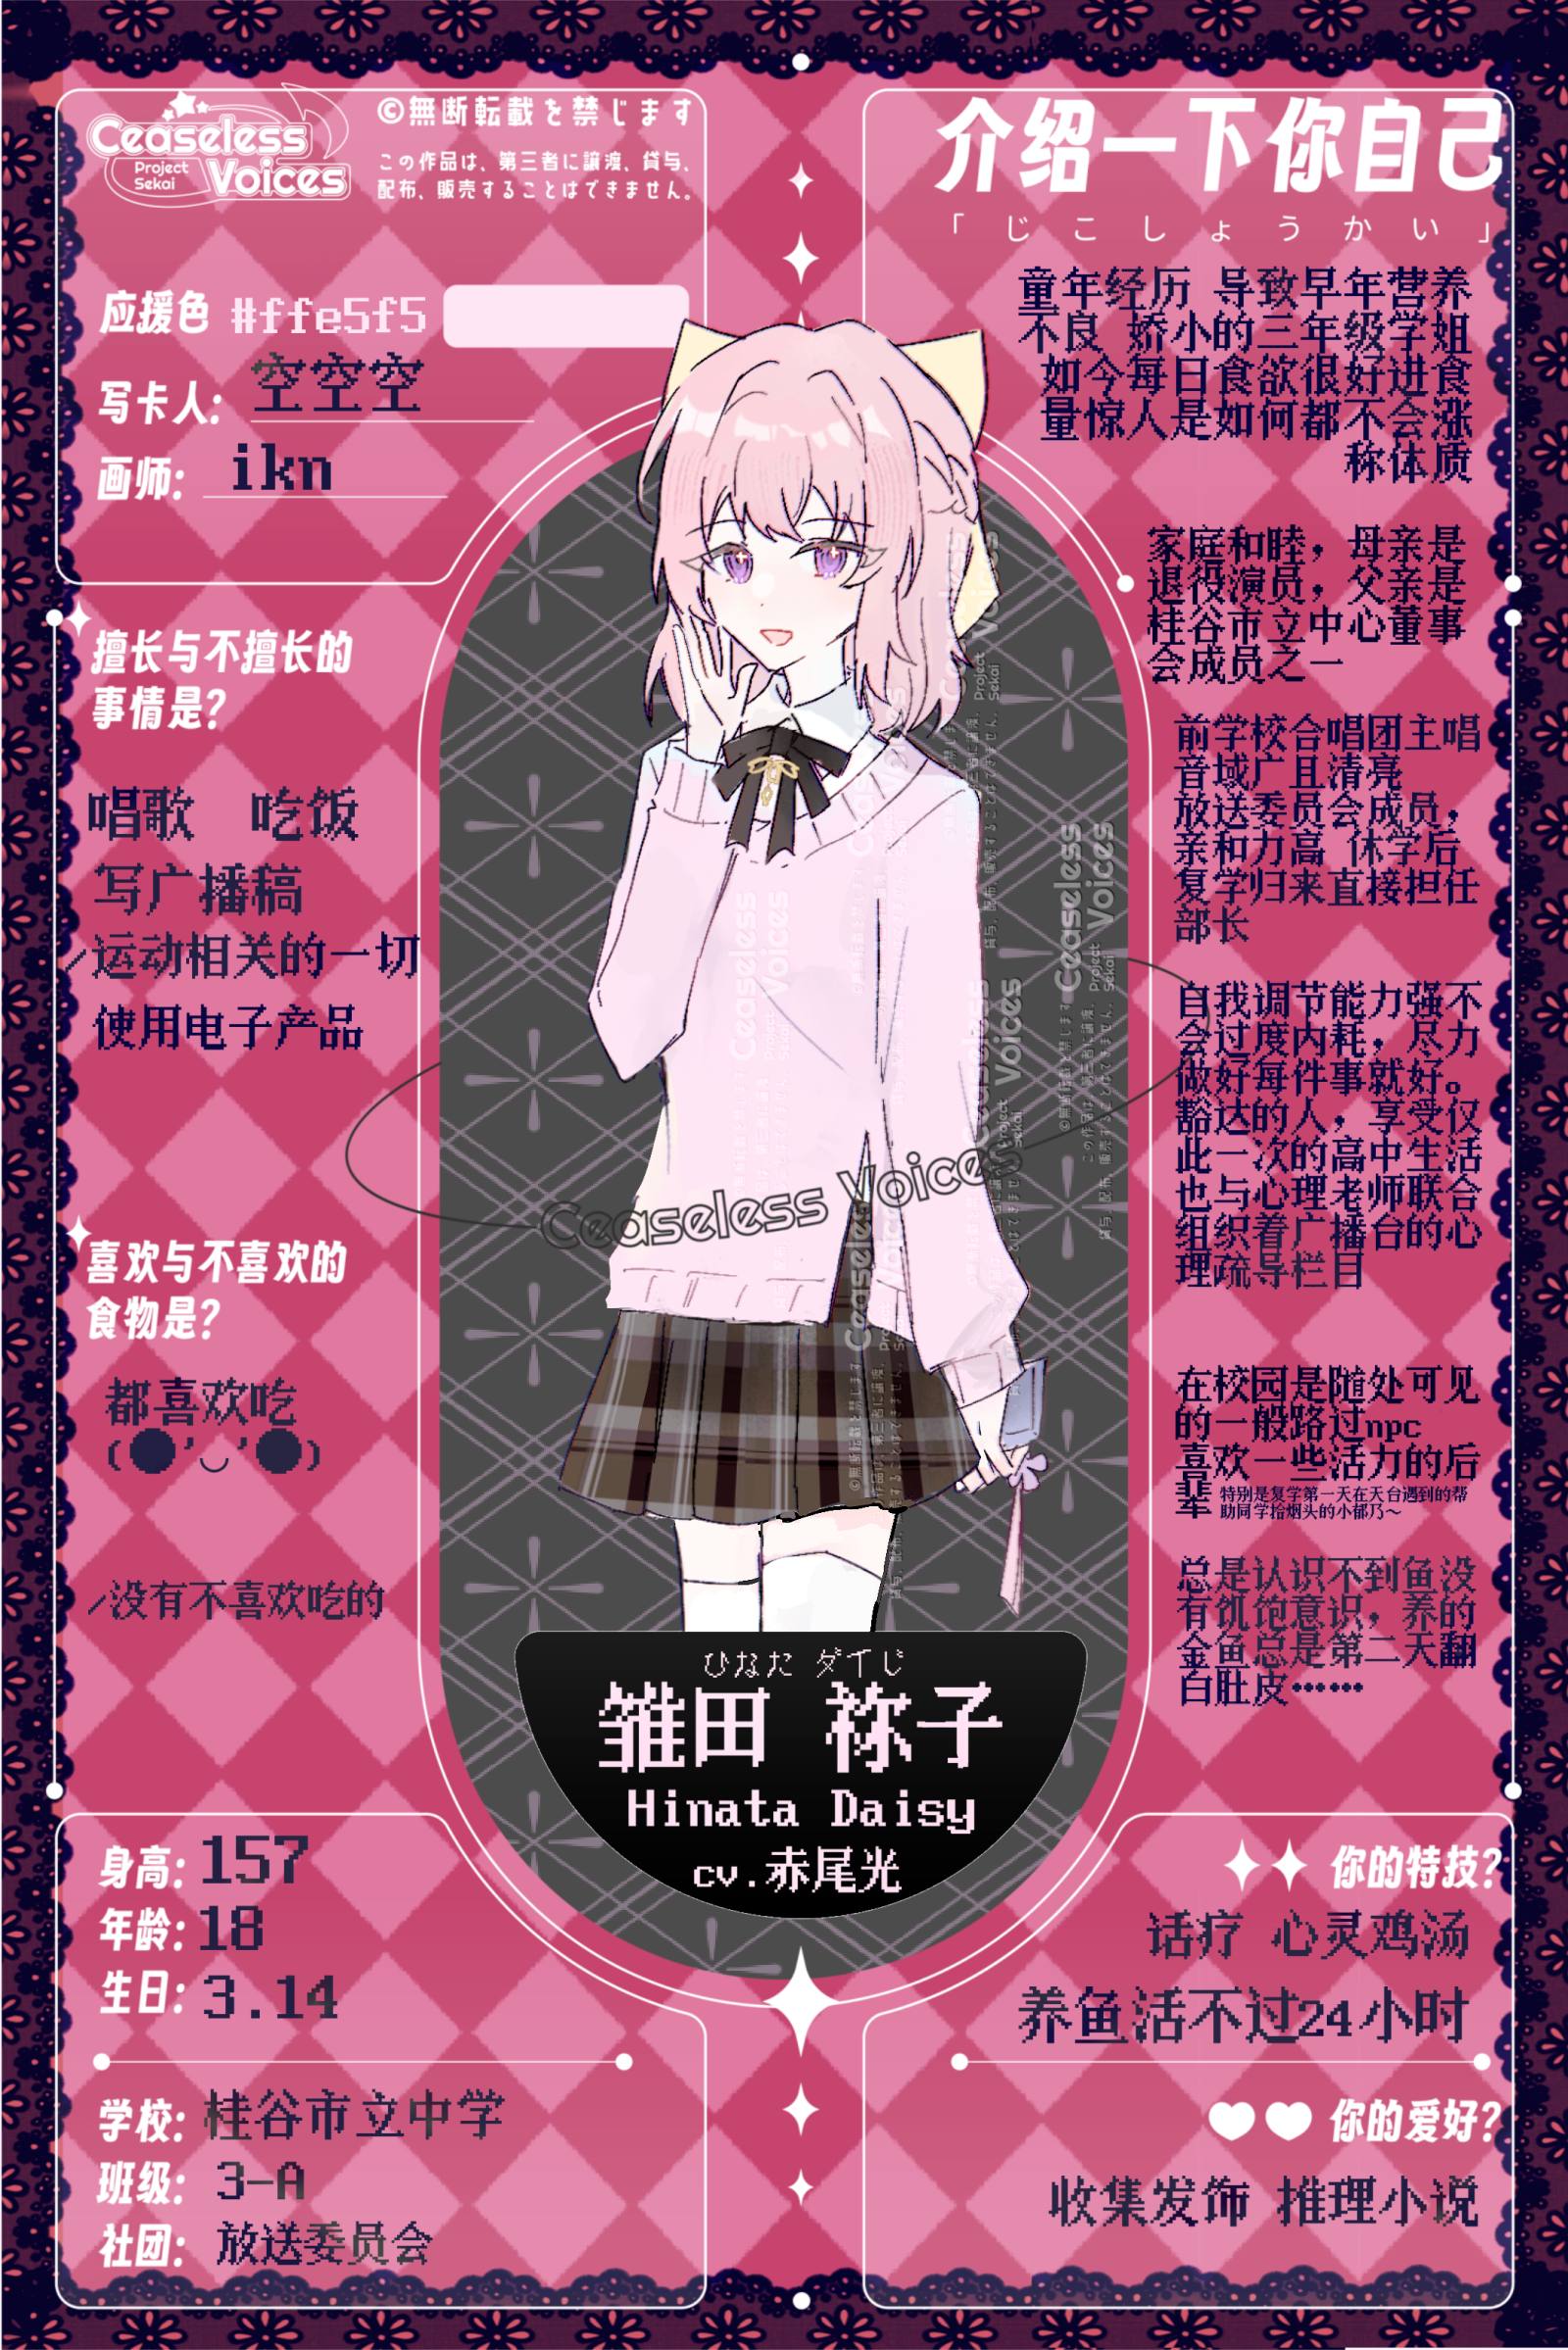 Ceaseless
Project
Sekai
Voices
©無断転載を禁じます
この作品は、第三者に譲渡、貸与、
配布、販売することはできません。
应援色 #ffe5f5
写卡人: 空空空
画师: ikn
擅长与不擅长的
事情是?
唱歌 吃饭
写广播稿
/运动相关的一切
使用电子产品
喜欢与不喜欢的
食物是?
都喜欢吃
(●' ◡ '●)
/没有不喜欢吃的
介绍一下你自己
「じこしょうかい」
童年经历 导致早年营养
不良 娇小的三年级学姐
如今每日食欲很好进食
量惊人是如何都不会涨
称体质
家庭和睦，母亲是
退役演员，父亲是
桂谷市立中心董事
会成员之一
前学校合唱团主唱
音域广且清亮
放送委员会成员，
亲和力高 休学后
复学归来直接担任
部长
自我调节能力强不
会过度内耗，尽力
做好每件事就好。
豁达的人，享受仅
此一次的高中生活
也与心理老师联合
组织着广播台的心
理疏导栏目
在校园是随处可见
的一般路过npc
喜欢一些活力的后
辈 特别是复学第一天在天台遇到的帮
助同学拾烟头的小郁乃～
总是认识不到鱼没
有饥饱意识，养的
金鱼总是第二天翻
白肚皮……
Ceaseless Voices
ひなた ダイじ
雏田 祢子
Hinata Daisy
cv.赤尾光
身高: 157
年龄: 18
生日: 3.14
学校: 桂谷市立中学
班级: 3-A
社团: 放送委员会
你的特技?
话疗 心灵鸡汤
养鱼活不过24小时
你的爱好?
收集发饰 推理小说